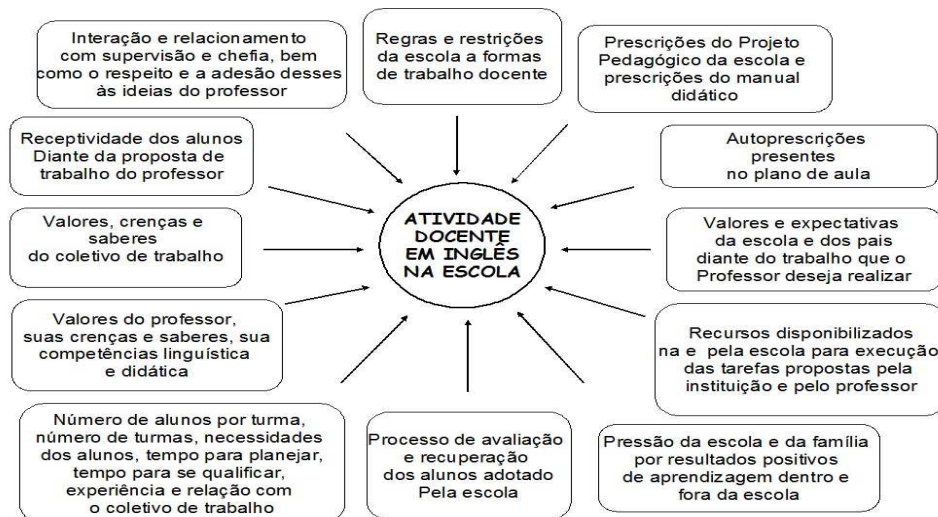 Interação e relacionamento
com supervisão e chefia, bem
como o respeito e a adesão desses
às ideias do professor
Regras e restrições
da escola a formas
de trabalho docente
Prescrições do Projeto
Pedagógico da escola e
prescrições do manual
didático
Receptividade dos alunos
Diante da proposta de
trabalho do professor
Autoprescrições
presentes
no plano de aula
Valores, crenças e
saberes
do coletivo de trabalho
ATIVIDADE
DOCENTE
EM INGLÊS
NA ESCOLA
Valores e expectativas
da escola e dos pais
diante do trabalho que o
Professor deseja realizar
Valores do professor,
suas crenças e saberes, sua
competências linguística
e didática
Recursos disponibilizados
na e pela escola para execução
das tarefas propostas pela
instituição e pelo professor
Número de alunos por turma,
número de turmas, necessidades
dos alunos, tempo para planejar,
tempo para se qualificar,
experiência e relação com
o coletivo de trabalho
Processo de avaliação
e recuperação
dos alunos adotado
Pela escola
Pressão da escola e da família
por resultados positivos
de aprendizagem dentro e
fora da escola